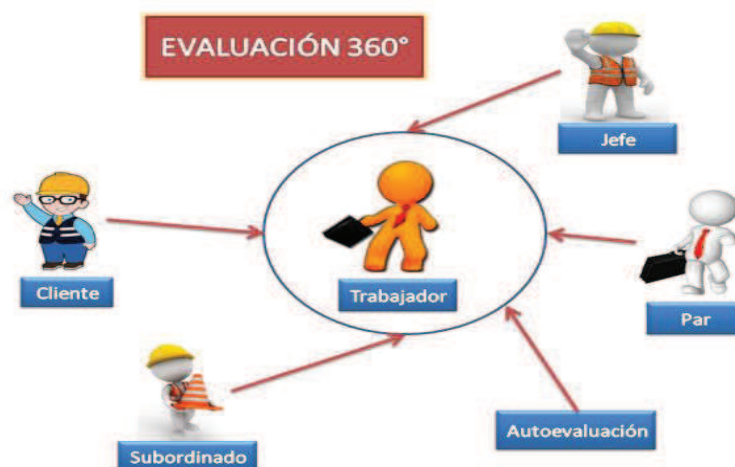 EVALUACIÓN 360°
Jefe
Cliente
Trabajador
Par
Subordinado
Autoevaluación